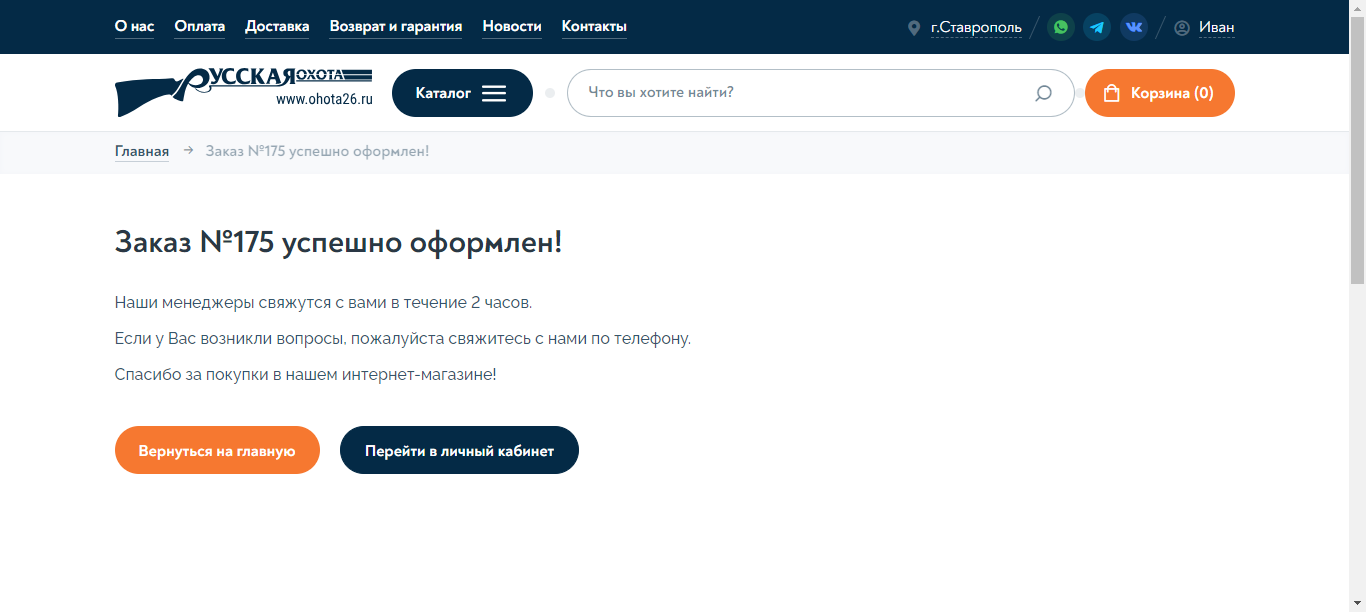 О нас Оплата Доставка Возврат и гарантия Новости Контакты г.Ставрополь Иван
РУССКАЯ ОХОТА
www.ohota26.ru
Каталог
Что вы хотите найти?
Корзина (0)
Главная → Заказ №175 успешно оформлен!
Заказ №175 успешно оформлен!
Наши менеджеры свяжутся с вами в течение 2 часов.
Если у Вас возникли вопросы, пожалуйста свяжитесь с нами по телефону.
Спасибо за покупки в нашем интернет-магазине!
Вернуться на главную Перейти в личный кабинет